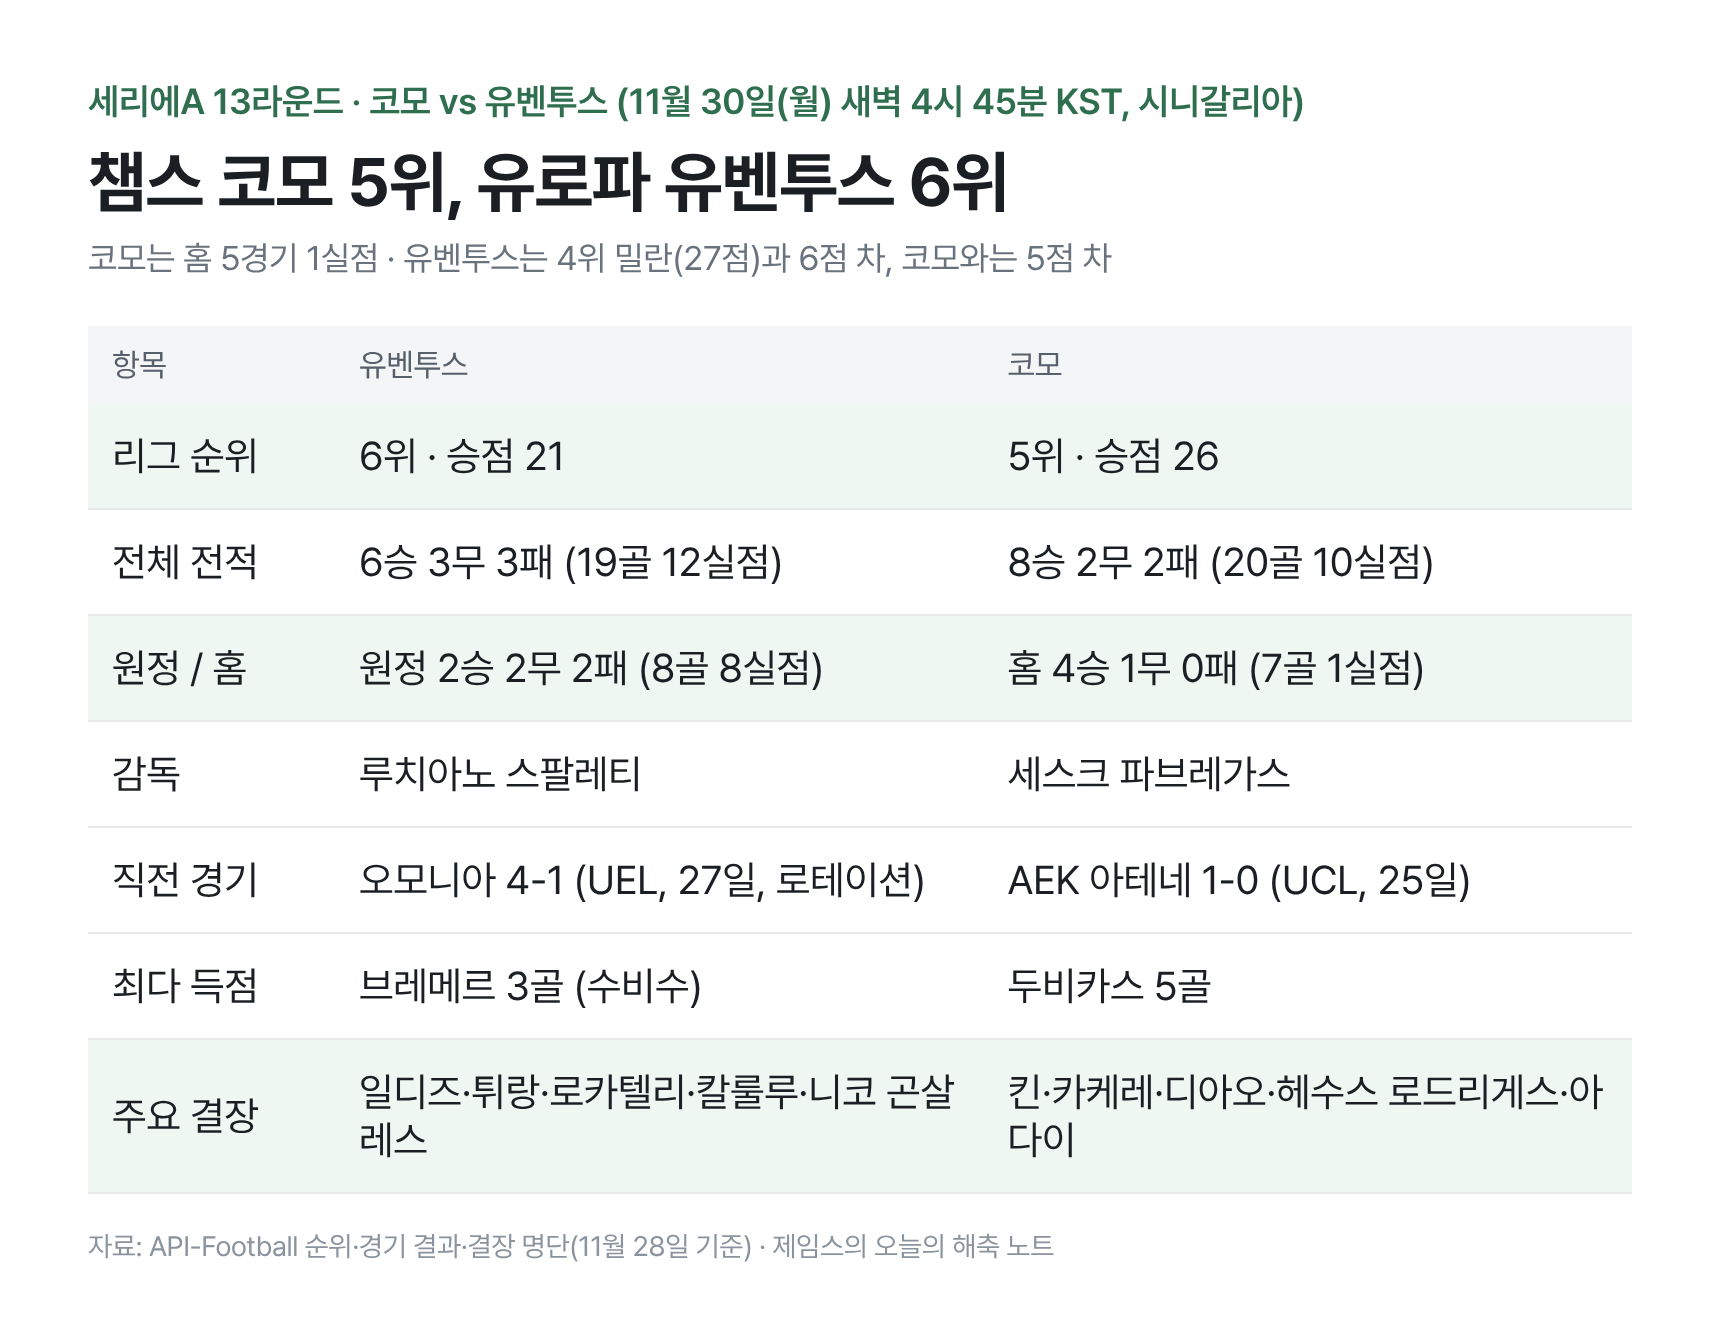 세리에A 13라운드 · 코모 vs 유벤투스 (11월 30일(월) 새벽 4시 45분 KST, 시니갈리아)
챔스 코모 5위, 유로파 유벤투스 6위
코모는 홈 5경기 1실점 · 유벤투스는 4위 밀란(27점)과 6점 차, 코모와는 5점 차
항목 유벤투스 코모
리그 순위 6위 · 승점 21 5위 · 승점 26
전체 전적 6승 3무 3패 (19골 12실점) 8승 2무 2패 (20골 10실점)
원정 / 홈 원정 2승 2무 2패 (8골 8실점) 홈 4승 1무 0패 (7골 1실점)
감독 루치아노 스팔레티 세스크 파브레가스
직전 경기 오모니아 4-1 (UEL, 27일, 로테이션) AEK 아테네 1-0 (UCL, 25일)
최다 득점 브레메르 3골 (수비수) 두비카스 5골
주요 결장 일디즈·튀랑·로카텔리·칼룰루·니코 곤살 킨·카케레·디아오·헤수스 로드리게스·아
레스 다이
자료: API-Football 순위·경기 결과·결장 명단(11월 28일 기준) · 제임스의 오늘의 해축 노트